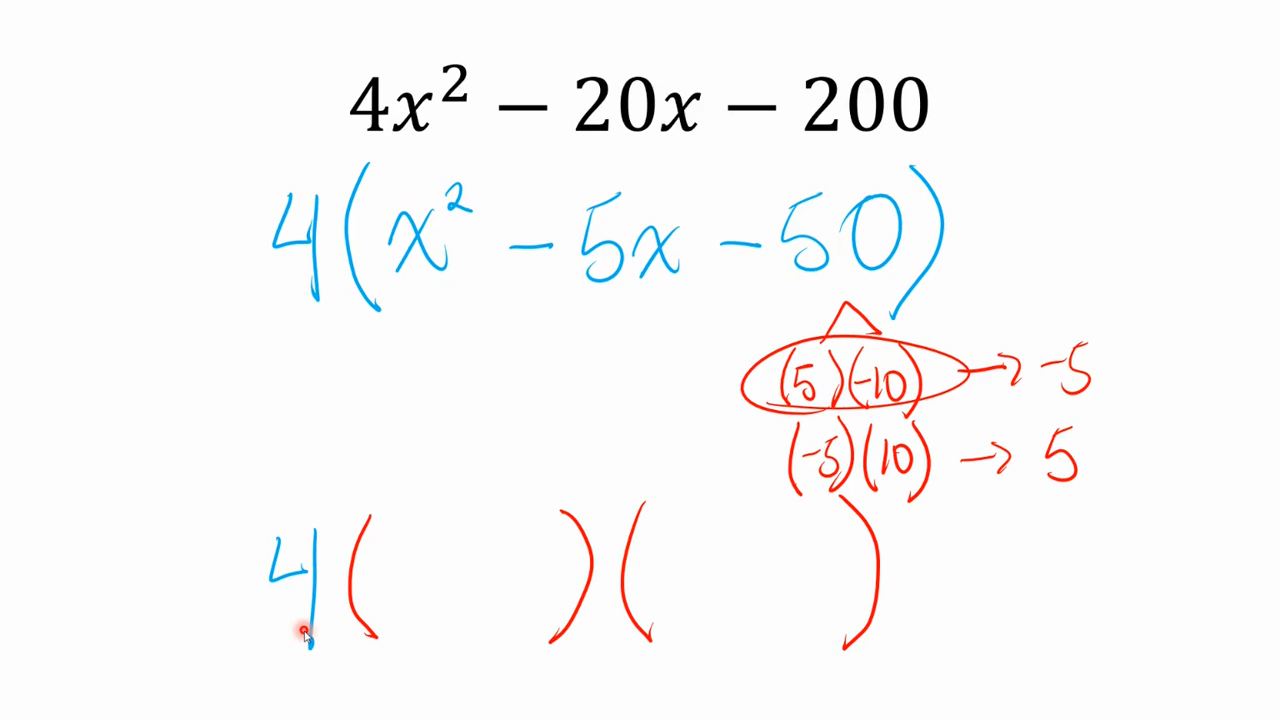 4x² − 20x − 200
4(x² − 5x − 50)
(5)(-10) → -5
(-5)(10) → 5
4( )( )